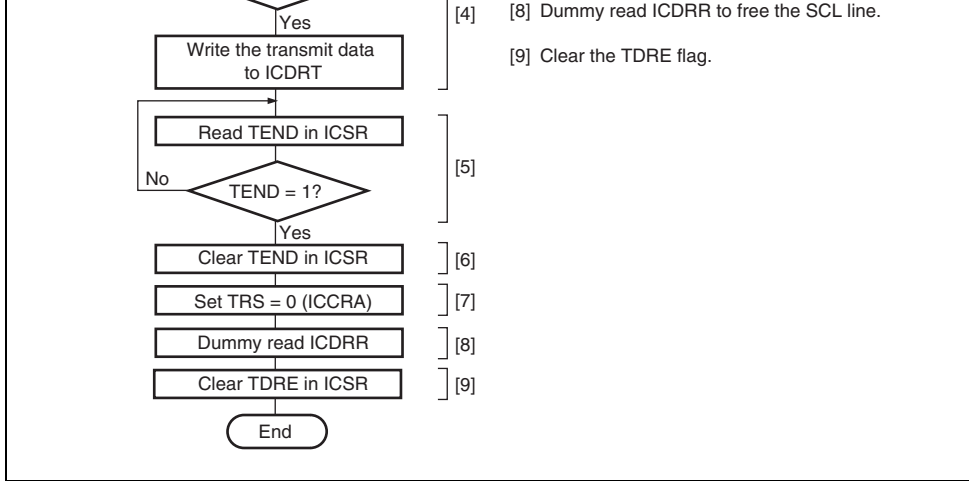 [4]
[8] Dummy read ICDRR to free the SCL line.
Yes
Write the transmit data
to ICDRT
[9] Clear the TDRE flag.
Read TEND in ICSR
[5]
No
TEND = 1?
Yes
Clear TEND in ICSR
[6]
Set TRS = 0 (ICCRA)
[7]
Dummy read ICDRR
[8]
Clear TDRE in ICSR
[9]
End